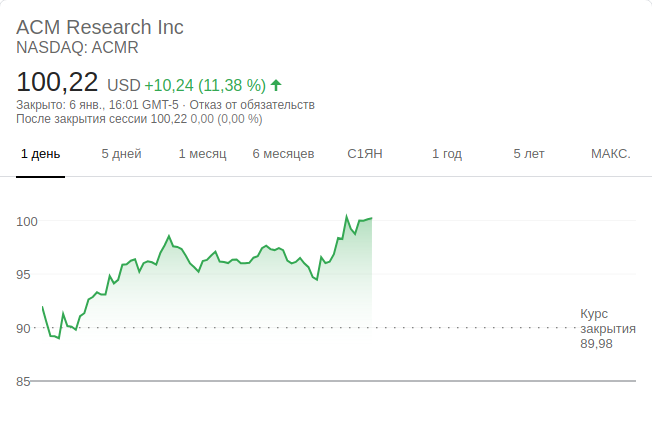 ACM Research Inc
NASDAQ: ACMR
100,22 USD +10,24 (11,38 %)
Закрыто: 6 янв., 16:01 GMT-5 · Отказ от обязательств
После закрытия сессии 100,22 0,00 (0,00 %)
1 день 5 дней 1 месяц 6 месяцев С1ЯН 1 год 5 лет МАКС.
100
95
90
85
Курс
закрытия
89,98